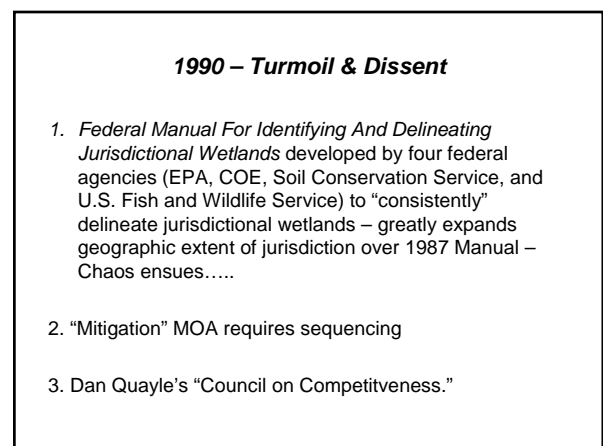 1990 – Turmoil & Dissent
1. Federal Manual For Identifying And Delineating
Jurisdictional Wetlands developed by four federal
agencies (EPA, COE, Soil Conservation Service, and
U.S. Fish and Wildlife Service) to “consistently”
delineate jurisdictional wetlands – greatly expands
geographic extent of jurisdiction over 1987 Manual –
Chaos ensues…..
2. “Mitigation” MOA requires sequencing
3. Dan Quayle’s “Council on Competitveness.”